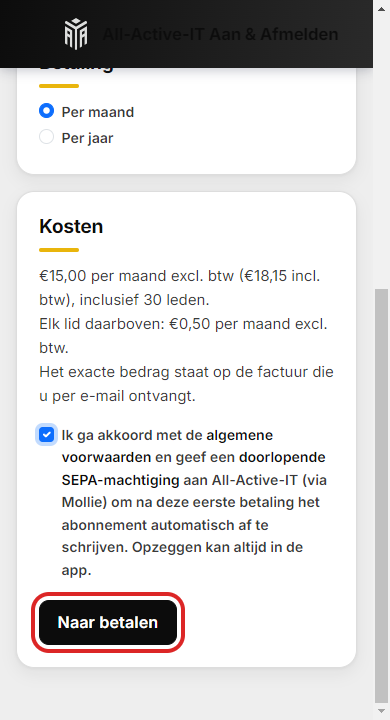 All-Active-IT Aan & Afmelden
Betaling
Per maand
Per jaar
Kosten
€15,00 per maand excl. btw (€18,15 incl.
btw), inclusief 30 leden.
Elk lid daarboven: €0,50 per maand excl.
btw.
Het exacte bedrag staat op de factuur die
u per e-mail ontvangt.
Ik ga akkoord met de algemene
voorwaarden en geef een doorlopende
SEPA-machtiging aan All-Active-IT (via
Mollie) om na deze eerste betaling het
abonnement automatisch af te
schrijven. Opzeggen kan altijd in de
app.
Naar betalen